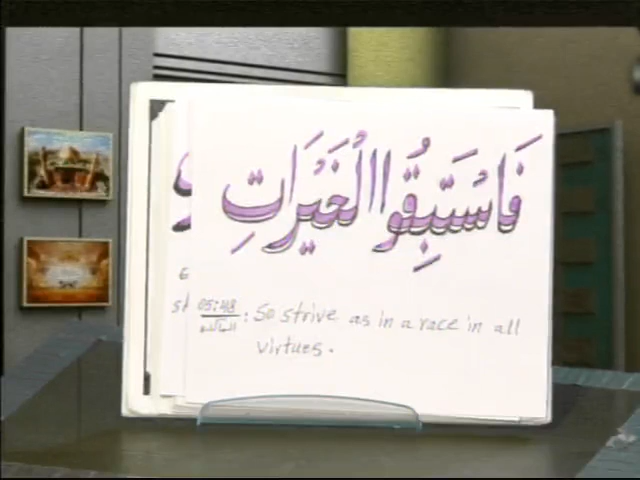 فَاسْتَبِقُوا الْخَيْرَاتِ
05:48 : So strive as in a race in all
المائدة
virtues.